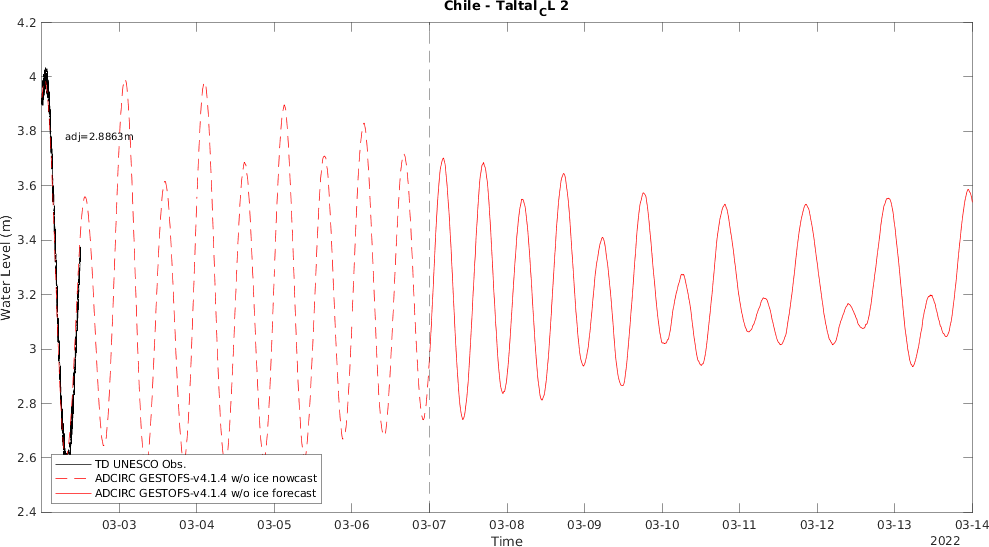 Chile - Taltal_CL 2
4.2
4
3.8
3.6
3.4
3.2
3
2.8
2.6
2.4
Water Level (m)
adj=2.8863m
TD UNESCO Obs.
ADCIRC GESTOFS-v4.1.4 w/o ice nowcast
ADCIRC GESTOFS-v4.1.4 w/o ice forecast
03-03 03-04 03-05 03-06 03-07 03-08 03-09 03-10 03-11 03-12 03-13 03-14
Time
2022